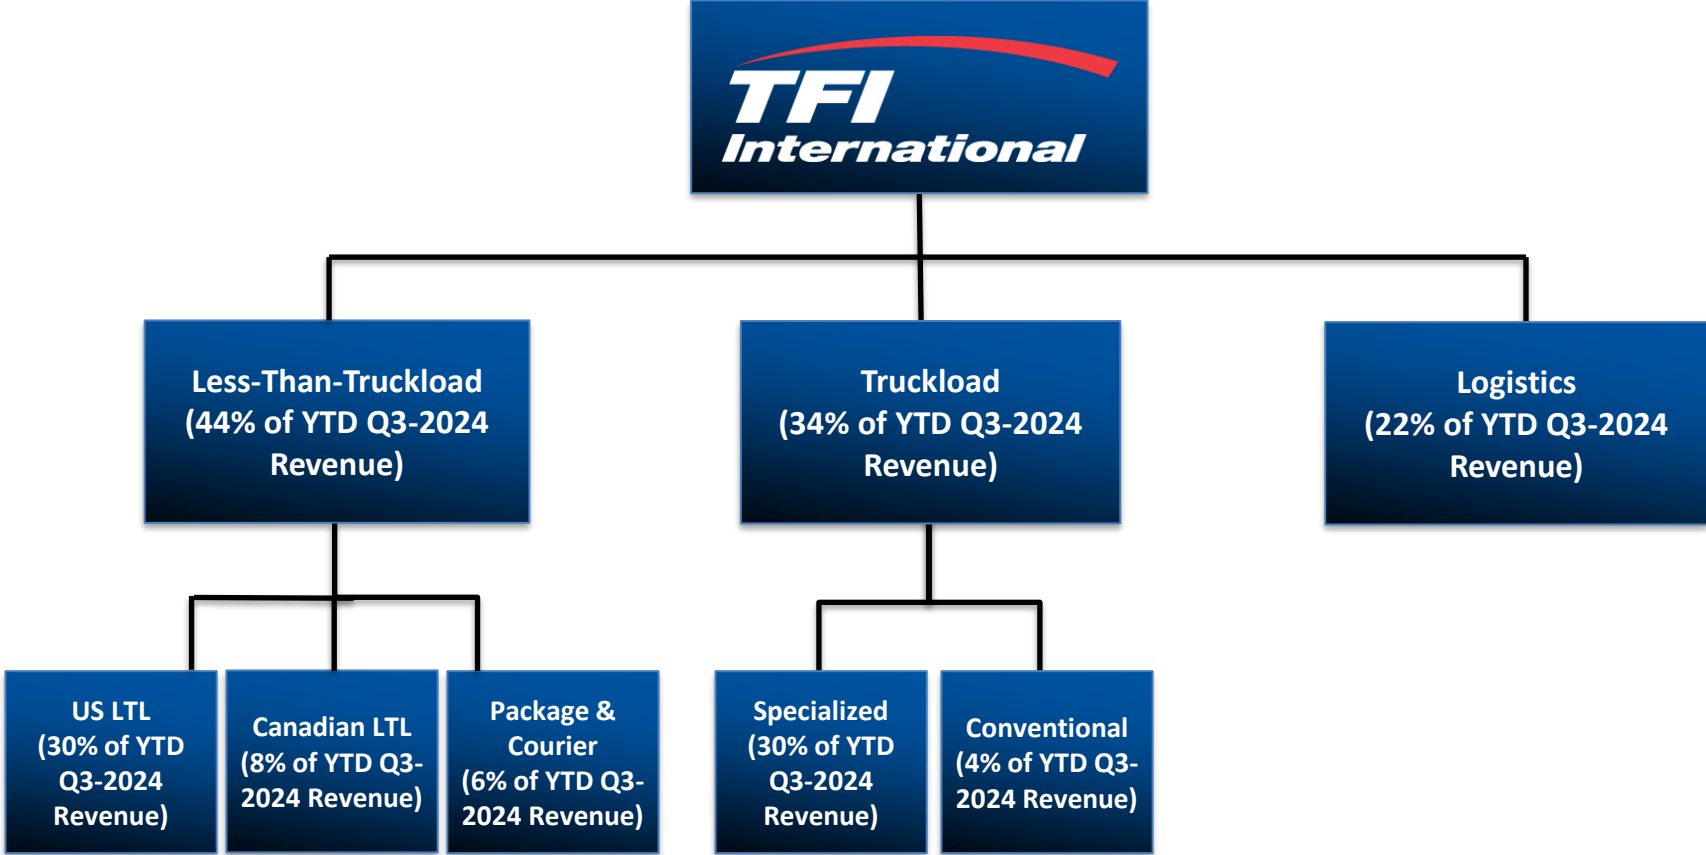 TFI
International
Less-Than-Truckload
(44% of YTD Q3-2024
Revenue)
Truckload
(34% of YTD Q3-2024
Revenue)
Logistics
(22% of YTD Q3-2024
Revenue)
US LTL
(30% of YTD
Q3-2024
Revenue)
Canadian LTL
(8% of YTD Q3-
2024 Revenue)
Package &
Courier
(6% of YTD Q3-
2024 Revenue)
Specialized
(30% of YTD
Q3-2024
Revenue)
Conventional
(4% of YTD Q3-
2024 Revenue)